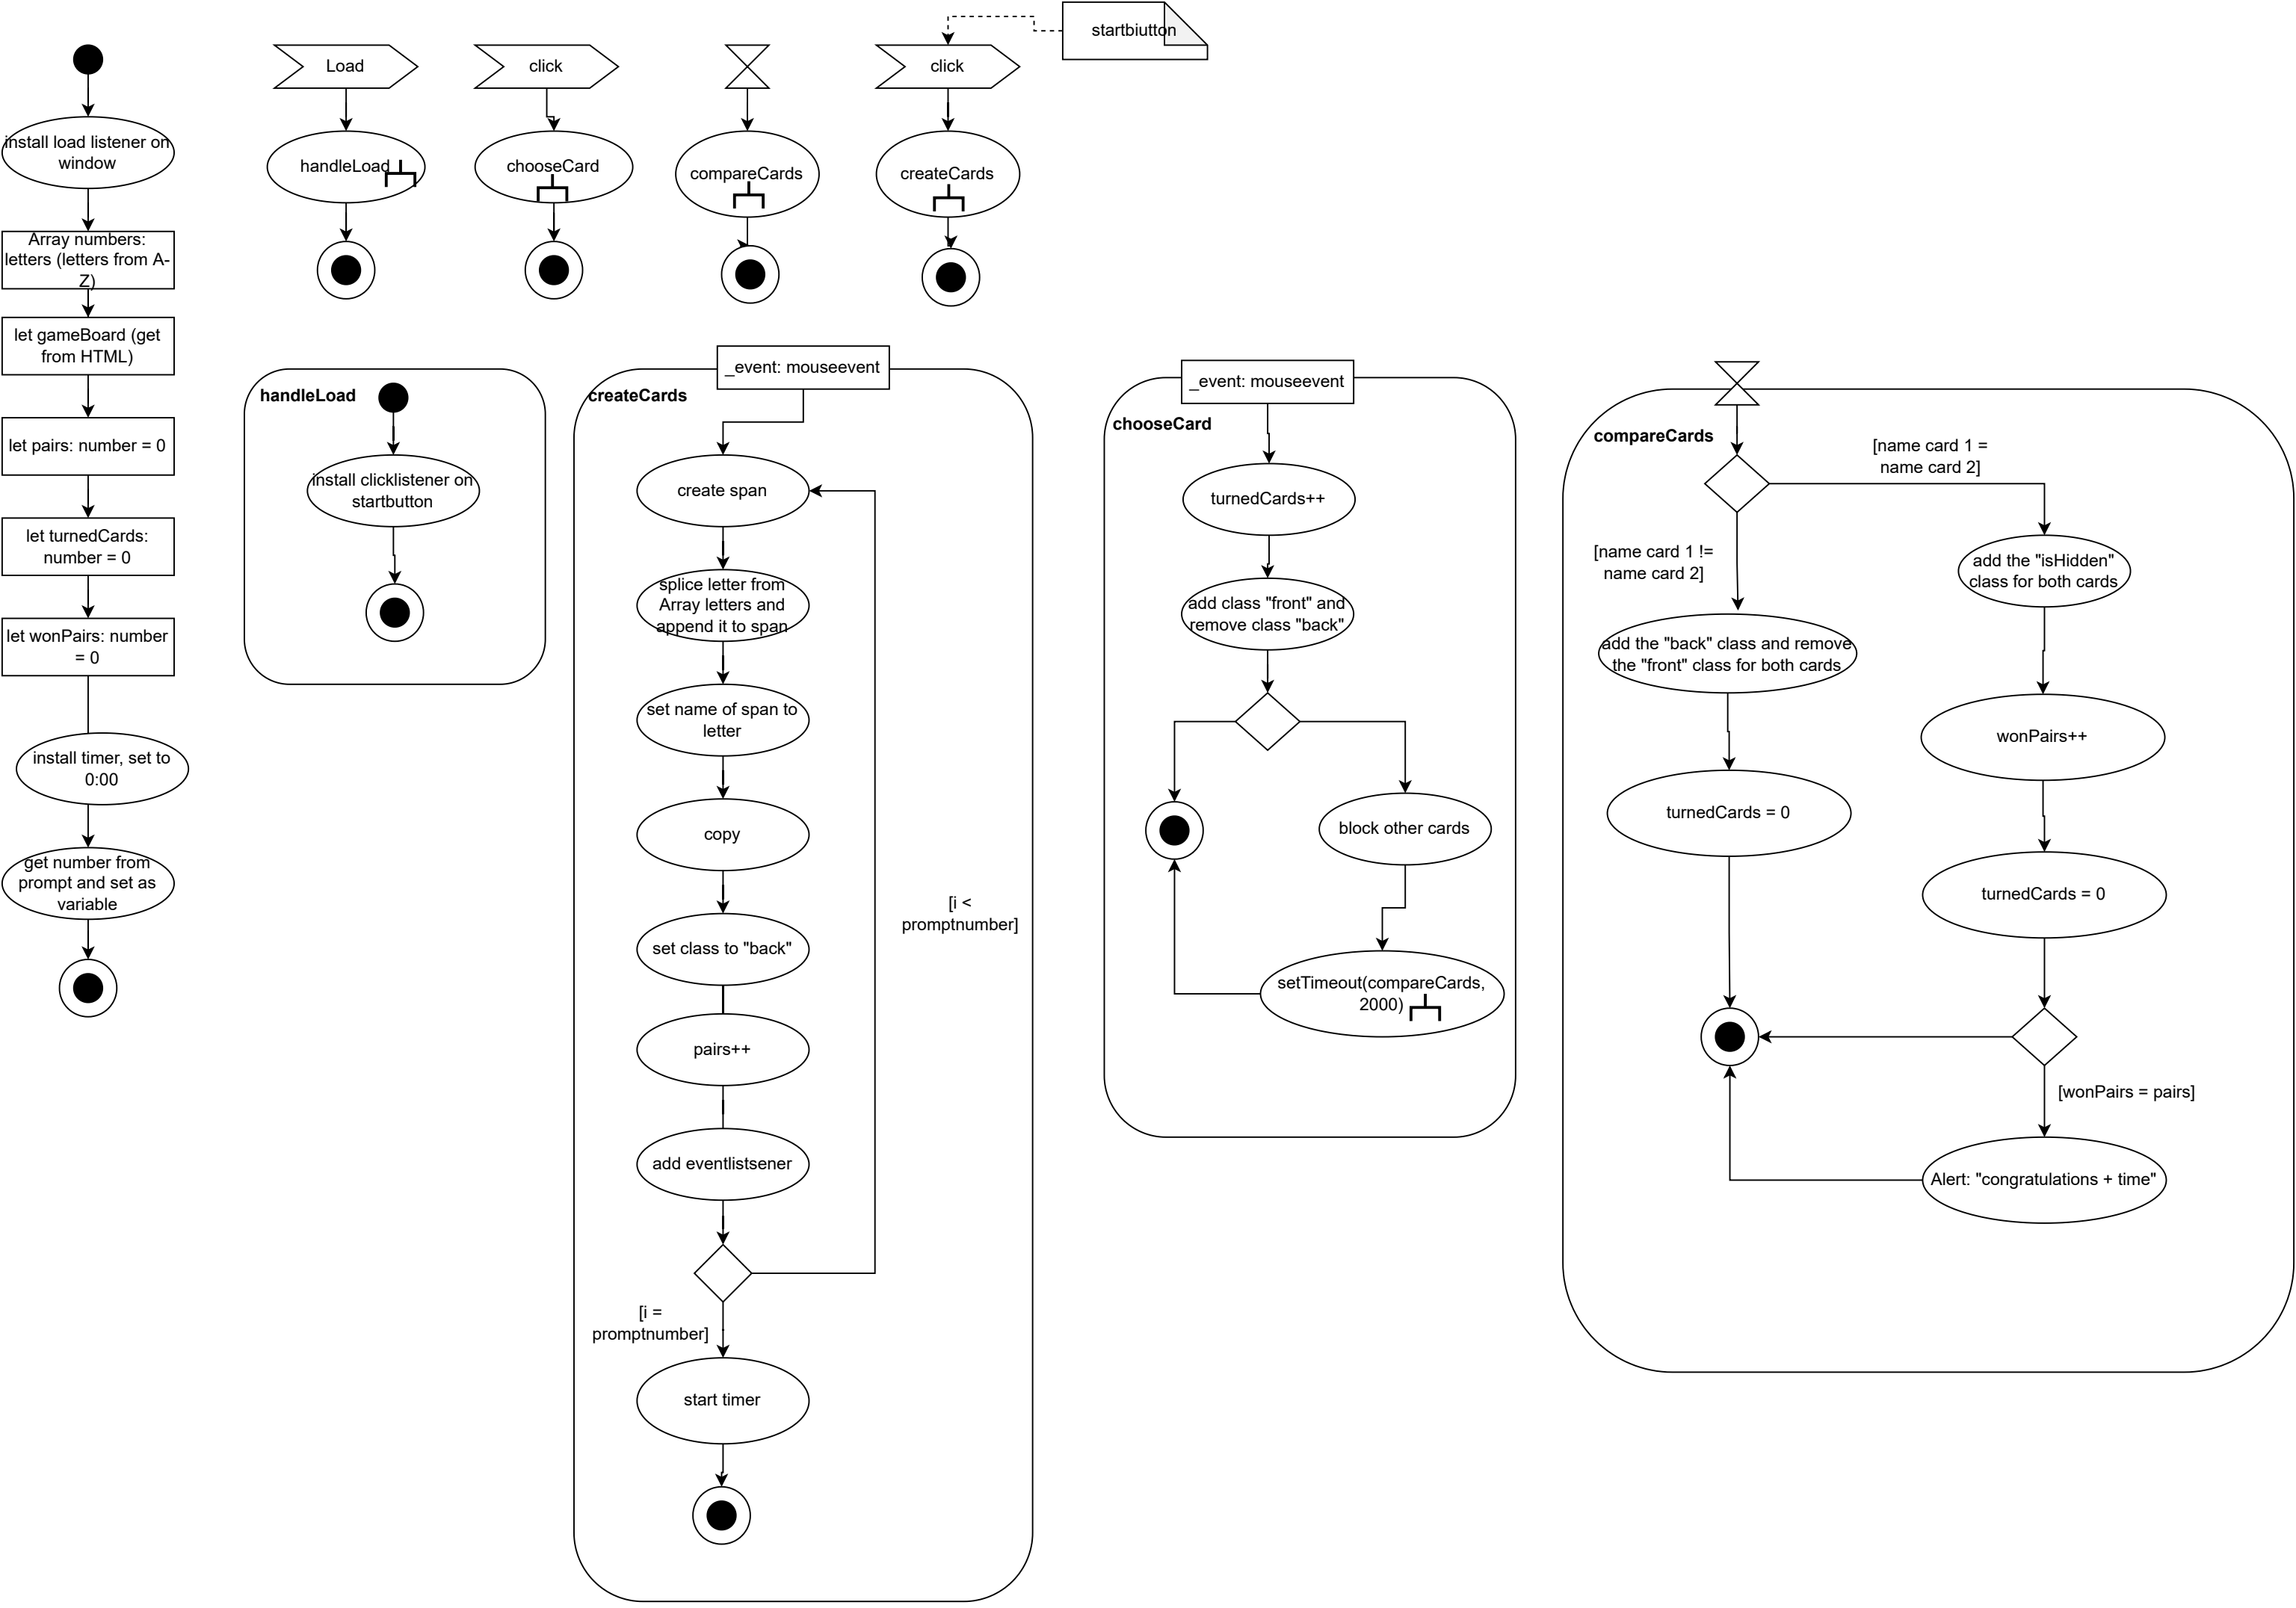 startbiutton
Load
click
click
install load listener on
window
handleLoad
chooseCard
compareCards
createCards
Array numbers:
letters (letters from A-
Z)
let gameBoard (get
from HTML)
let pairs: number = 0
let turnedCards:
number = 0
let wonPairs: number
= 0
install timer, set to
0:00
get number from
prompt and set as
variable
handleLoad
install clicklistener on
startbutton
_event: mouseevent
createCards
create span
splice letter from
Array letters and
append it to span
set name of span to
letter
copy
set class to "back"
pairs++
add eventlistsener
[i <
promptnumber]
[i =
promptnumber]
start timer
_event: mouseevent
chooseCard
turnedCards++
add class "front" and
remove class "back"
block other cards
setTimeout(compareCards,
2000)
compareCards
[name card 1 =
name card 2]
[name card 1 !=
name card 2]
add the "isHidden"
class for both cards
add the "back" class and remove
the "front" class for both cards
wonPairs++
turnedCards = 0
turnedCards = 0
[wonPairs = pairs]
Alert: "congratulations + time"